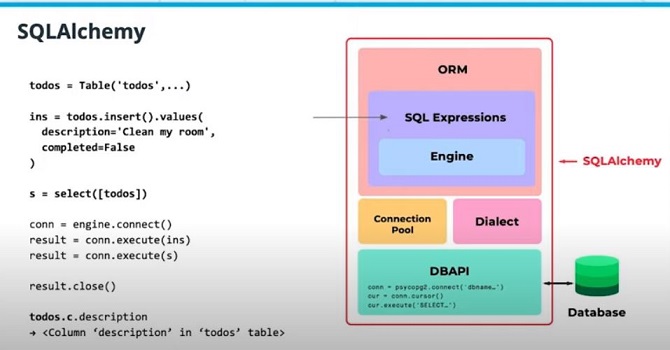 SQLAlchemy
todos = Table('todos',...)
ins = todos.insert().values(
description='Clean my room',
completed=False
)
s = select([todos])
conn = engine.connect()
result = conn.execute(ins)
result = conn.execute(s)
result.close()
todos.c.description
→ <Column ‘description’ in ‘todos’ table>
ORM
SQL Expressions
Engine
Connection
Pool
Dialect
DBAPI
conn = psycopg2.connect('dbname…')
cur = conn.cursor()
cur.execute('SELECT…')
SQLAlchemy
Database